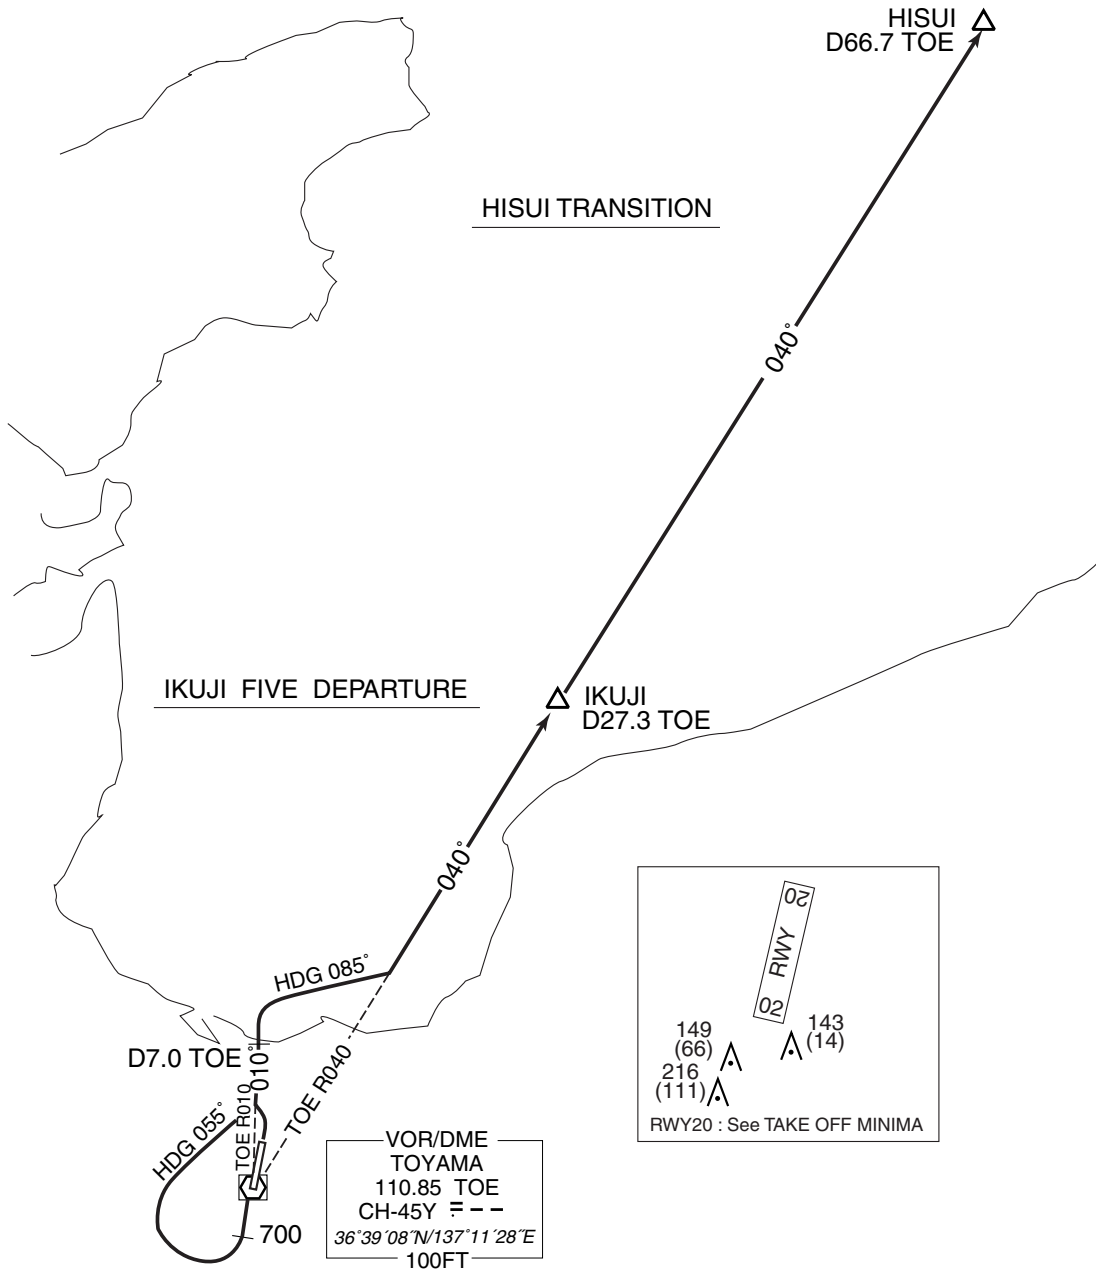 HISUI
D66.7 TOE
HISUI TRANSITION
040°
IKUJI FIVE DEPARTURE
IKUJI
D27.3 TOE
040°
HDG 085°
D7.0 TOE
010°
TOE R010
TOE R040
HDG 055°
700
VOR/DME
TOYAMA
110.85 TOE
CH-45Y
36°39´08˝N/137°11´28˝E
100FT
20
RWY
02
149
(66)
143
(14)
216
(111)
RWY20 : See TAKE OFF MINIMA